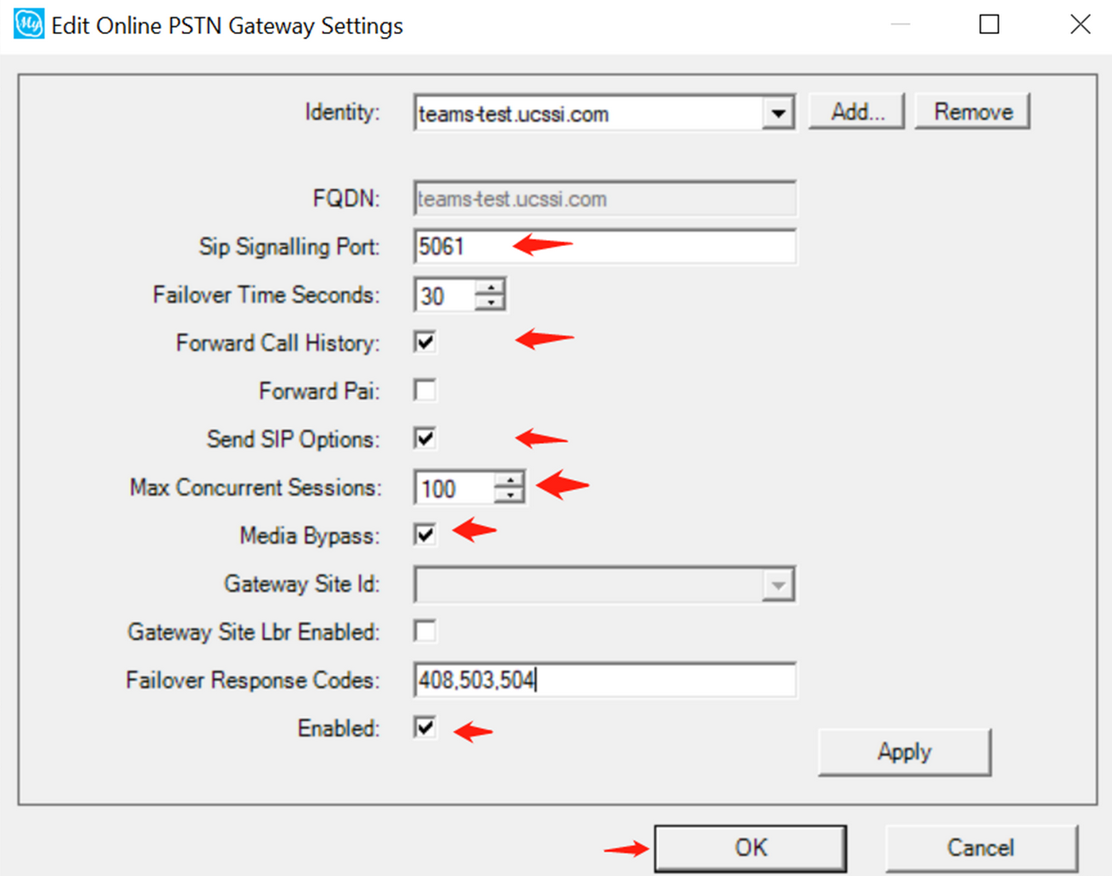 My Edit Online PSTN Gateway Settings
Identity: teams-test.ucssi.com Add... Remove
FQDN: teams-test.ucssi.com
Sip Signalling Port: 5061
Failover Time Seconds: 30
Forward Call History:
Forward Pai:
Send SIP Options:
Max Concurrent Sessions: 100
Media Bypass:
Gateway Site Id:
Gateway Site Lbr Enabled:
Failover Response Codes: 408,503,504
Enabled:
Apply
OK Cancel